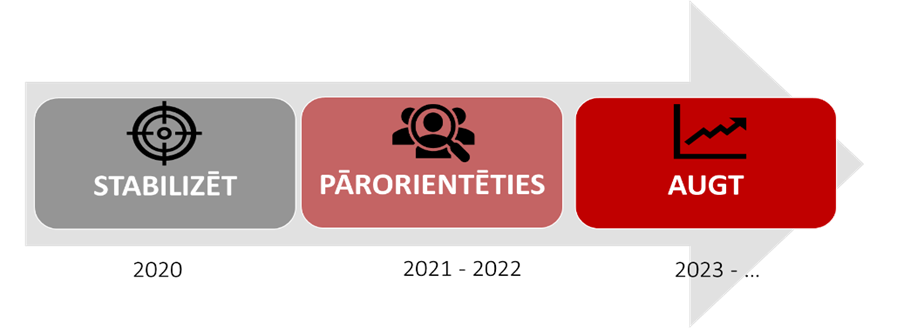 STABILIZĒT
PĀRORIENTĒTIES
AUGT
2020
2021 - 2022
2023 - ...